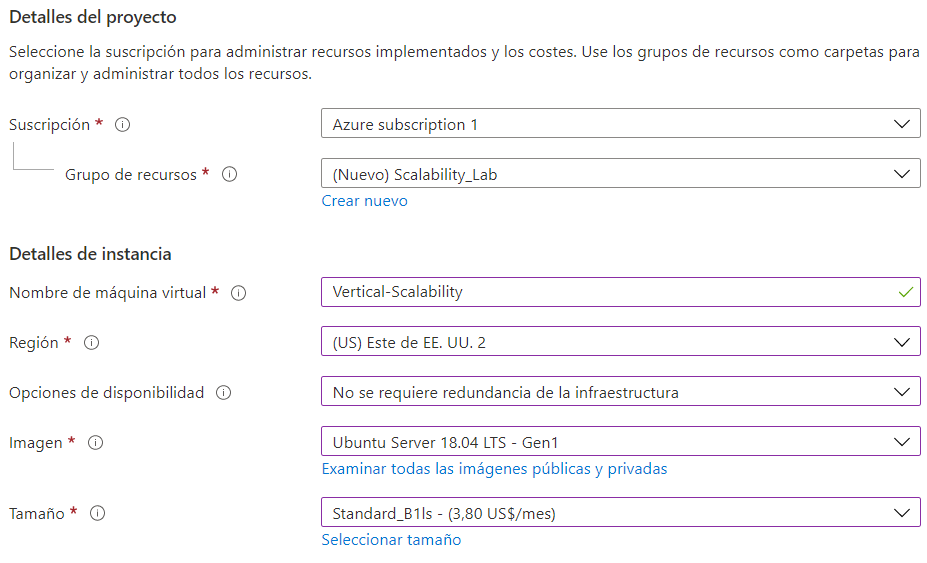 Detalles del proyecto
Seleccione la suscripción para administrar recursos implementados y los costes. Use los grupos de recursos como carpetas para
organizar y administrar todos los recursos.
Suscripción *
Azure subscription 1
Grupo de recursos *
(Nuevo) Scalability_Lab
Crear nuevo
Detalles de instancia
Nombre de máquina virtual *
Vertical-Scalability
Región *
(US) Este de EE. UU. 2
Opciones de disponibilidad
No se requiere redundancia de la infraestructura
Imagen *
Ubuntu Server 18.04 LTS - Gen1
Examinar todas las imágenes públicas y privadas
Tamaño *
Standard_B1ls - (3,80 US$/mes)
Seleccionar tamaño